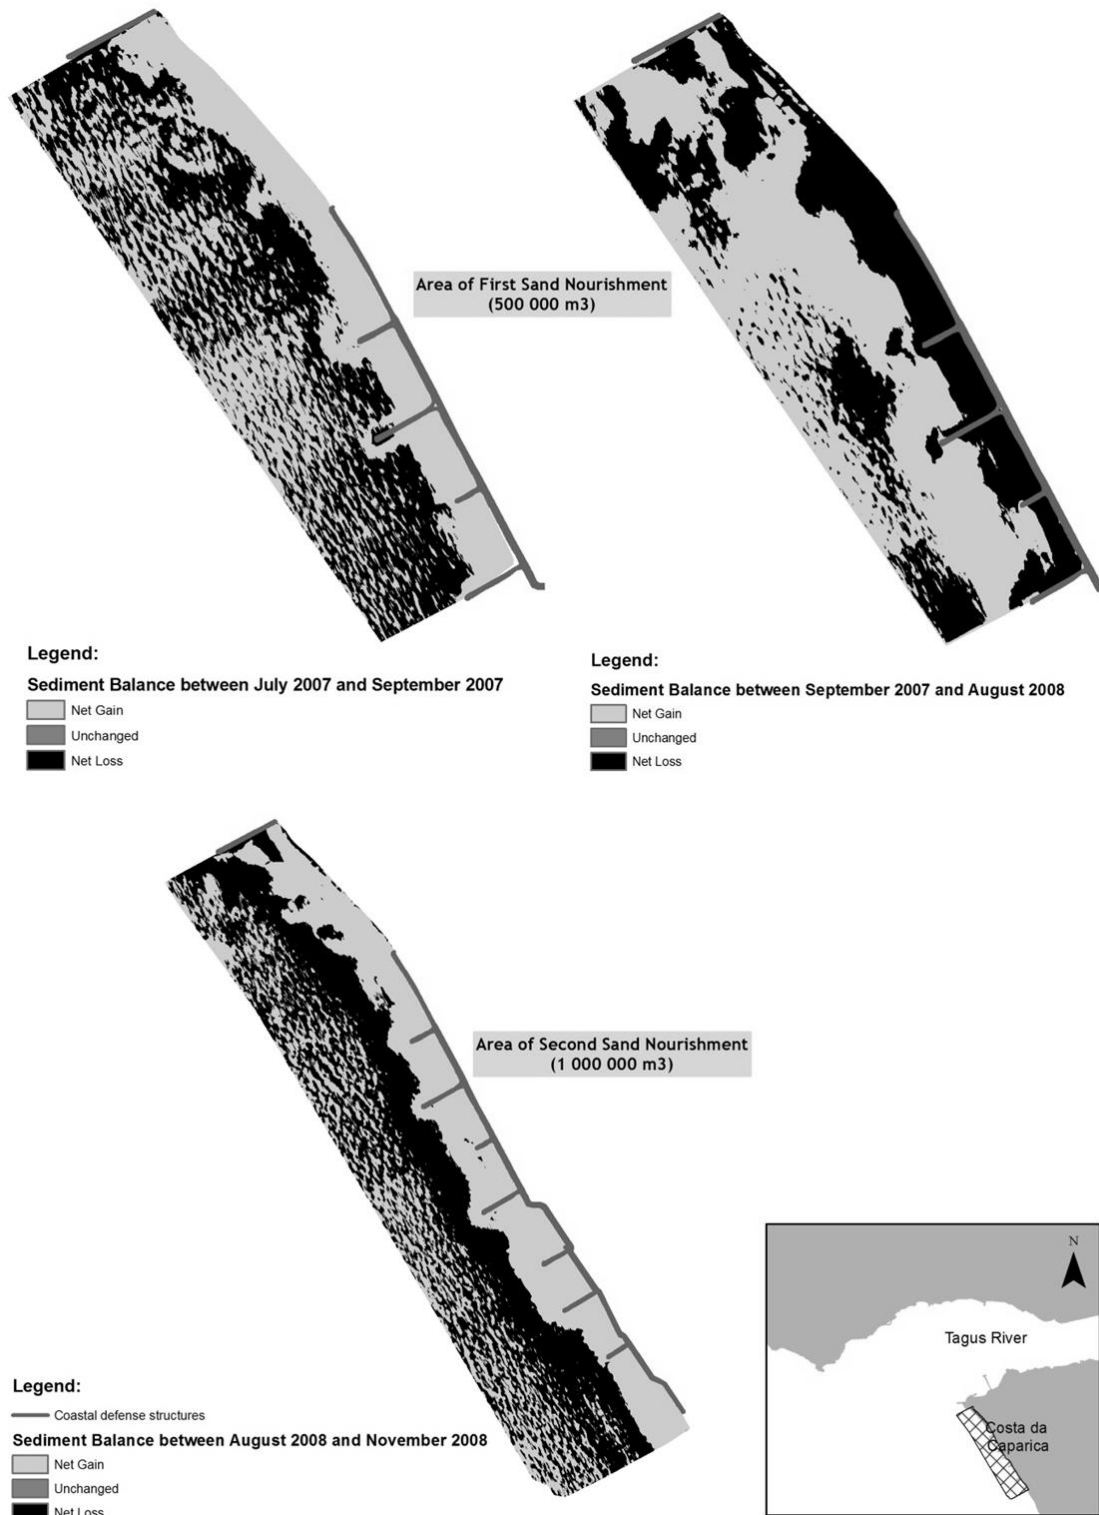 Area of First Sand Nourishment
(500 000 m3)
Legend:
Sediment Balance between July 2007 and September 2007
Net Gain
Unchanged
Net Loss
Legend:
Sediment Balance between September 2007 and August 2008
Net Gain
Unchanged
Net Loss
Area of Second Sand Nourishment
(1 000 000 m3)
Legend:
Coastal defense structures
Sediment Balance between August 2008 and November 2008
Net Gain
Unchanged
Net Loss
N
Tagus River
Costa da
Caparica